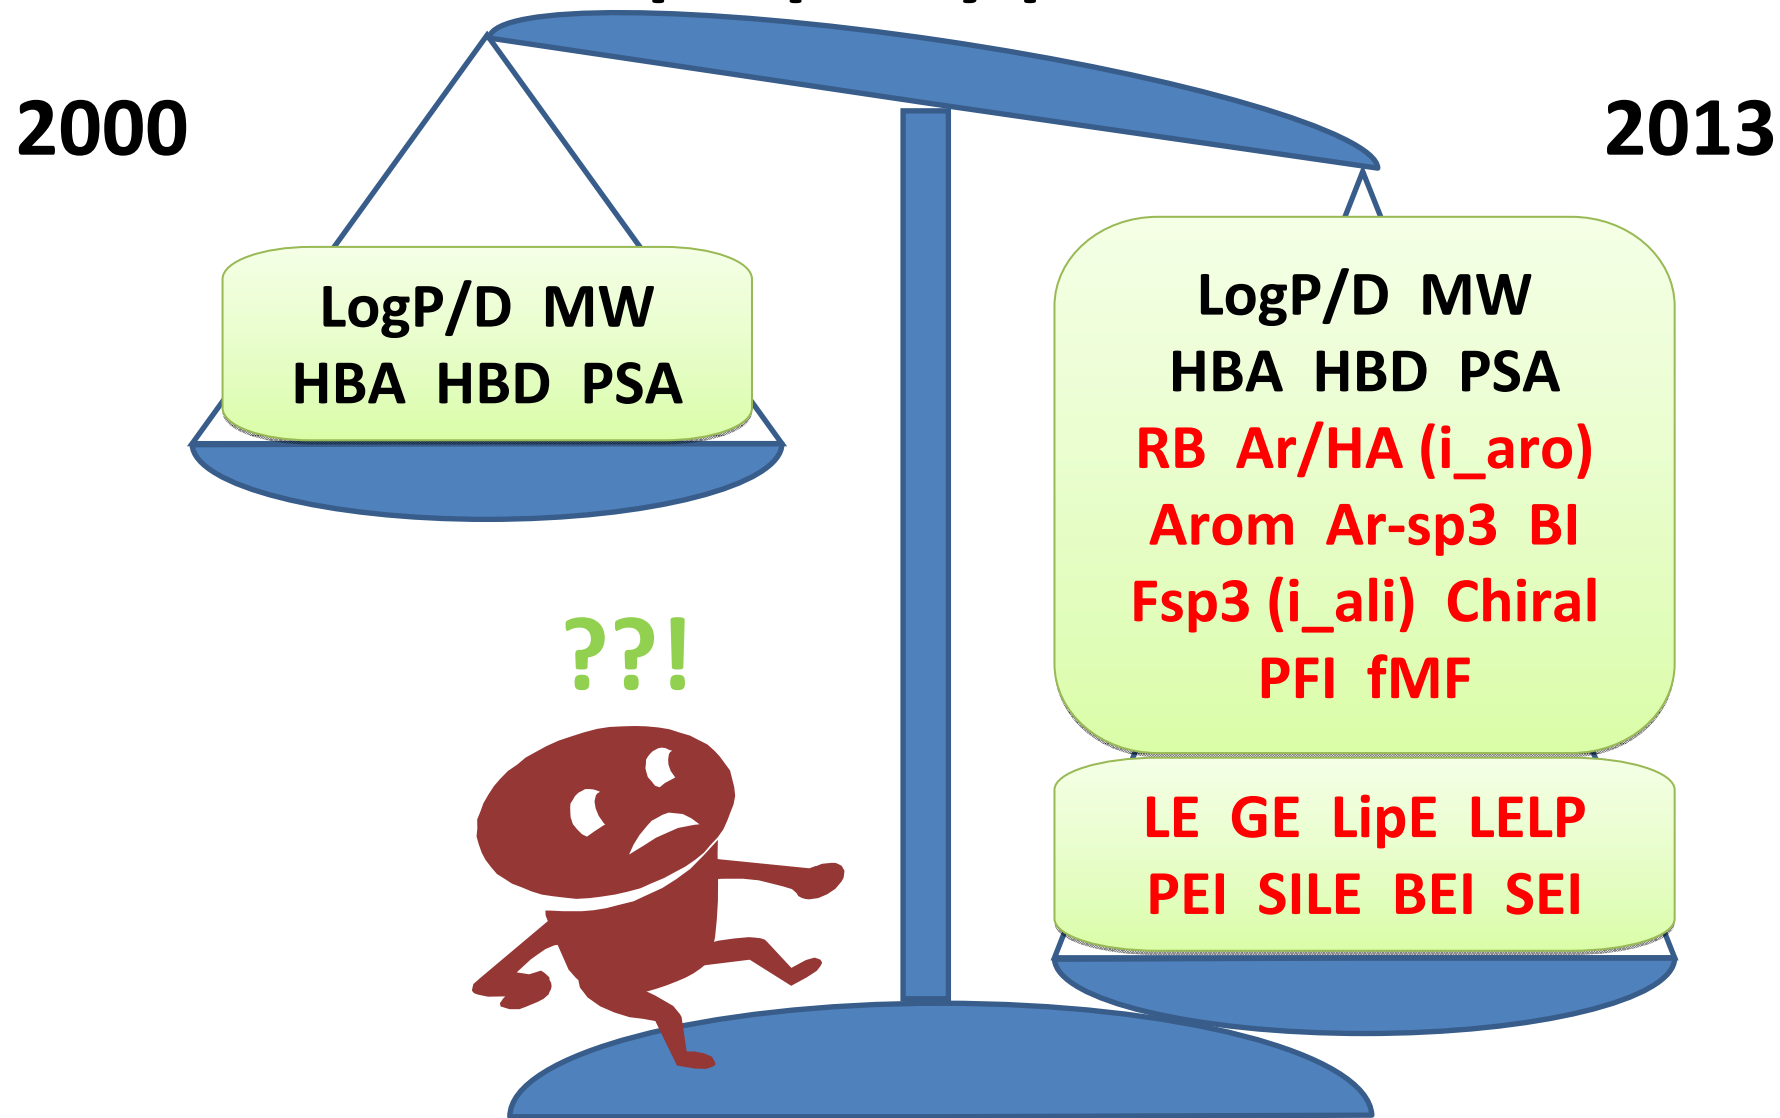 2000
2013
LogP/D MW
HBA HBD PSA
LogP/D MW
HBA HBD PSA
RB Ar/HA (i_aro)
Arom Ar-sp3 BI
Fsp3 (i_ali) Chiral
PFI fMF
LE GE LipE LELP
PEI SILE BEI SEI
??!